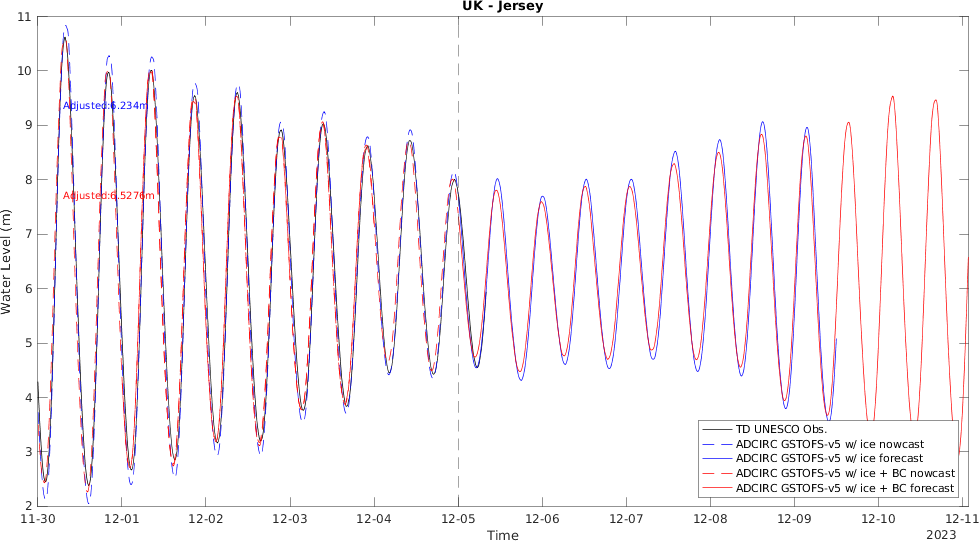 UK - Jersey
11
10
9
8
7
6
5
4
3
2
Water Level (m)
Adjusted:6.234m
Adjusted:6.5276m
TD UNESCO Obs.
ADCIRC GSTOFS-v5 w/ ice nowcast
ADCIRC GSTOFS-v5 w/ ice forecast
ADCIRC GSTOFS-v5 w/ ice + BC nowcast
ADCIRC GSTOFS-v5 w/ ice + BC forecast
11-30 12-01 12-02 12-03 12-04 12-05 12-06 12-07 12-08 12-09 12-10 12-11
Time
2023